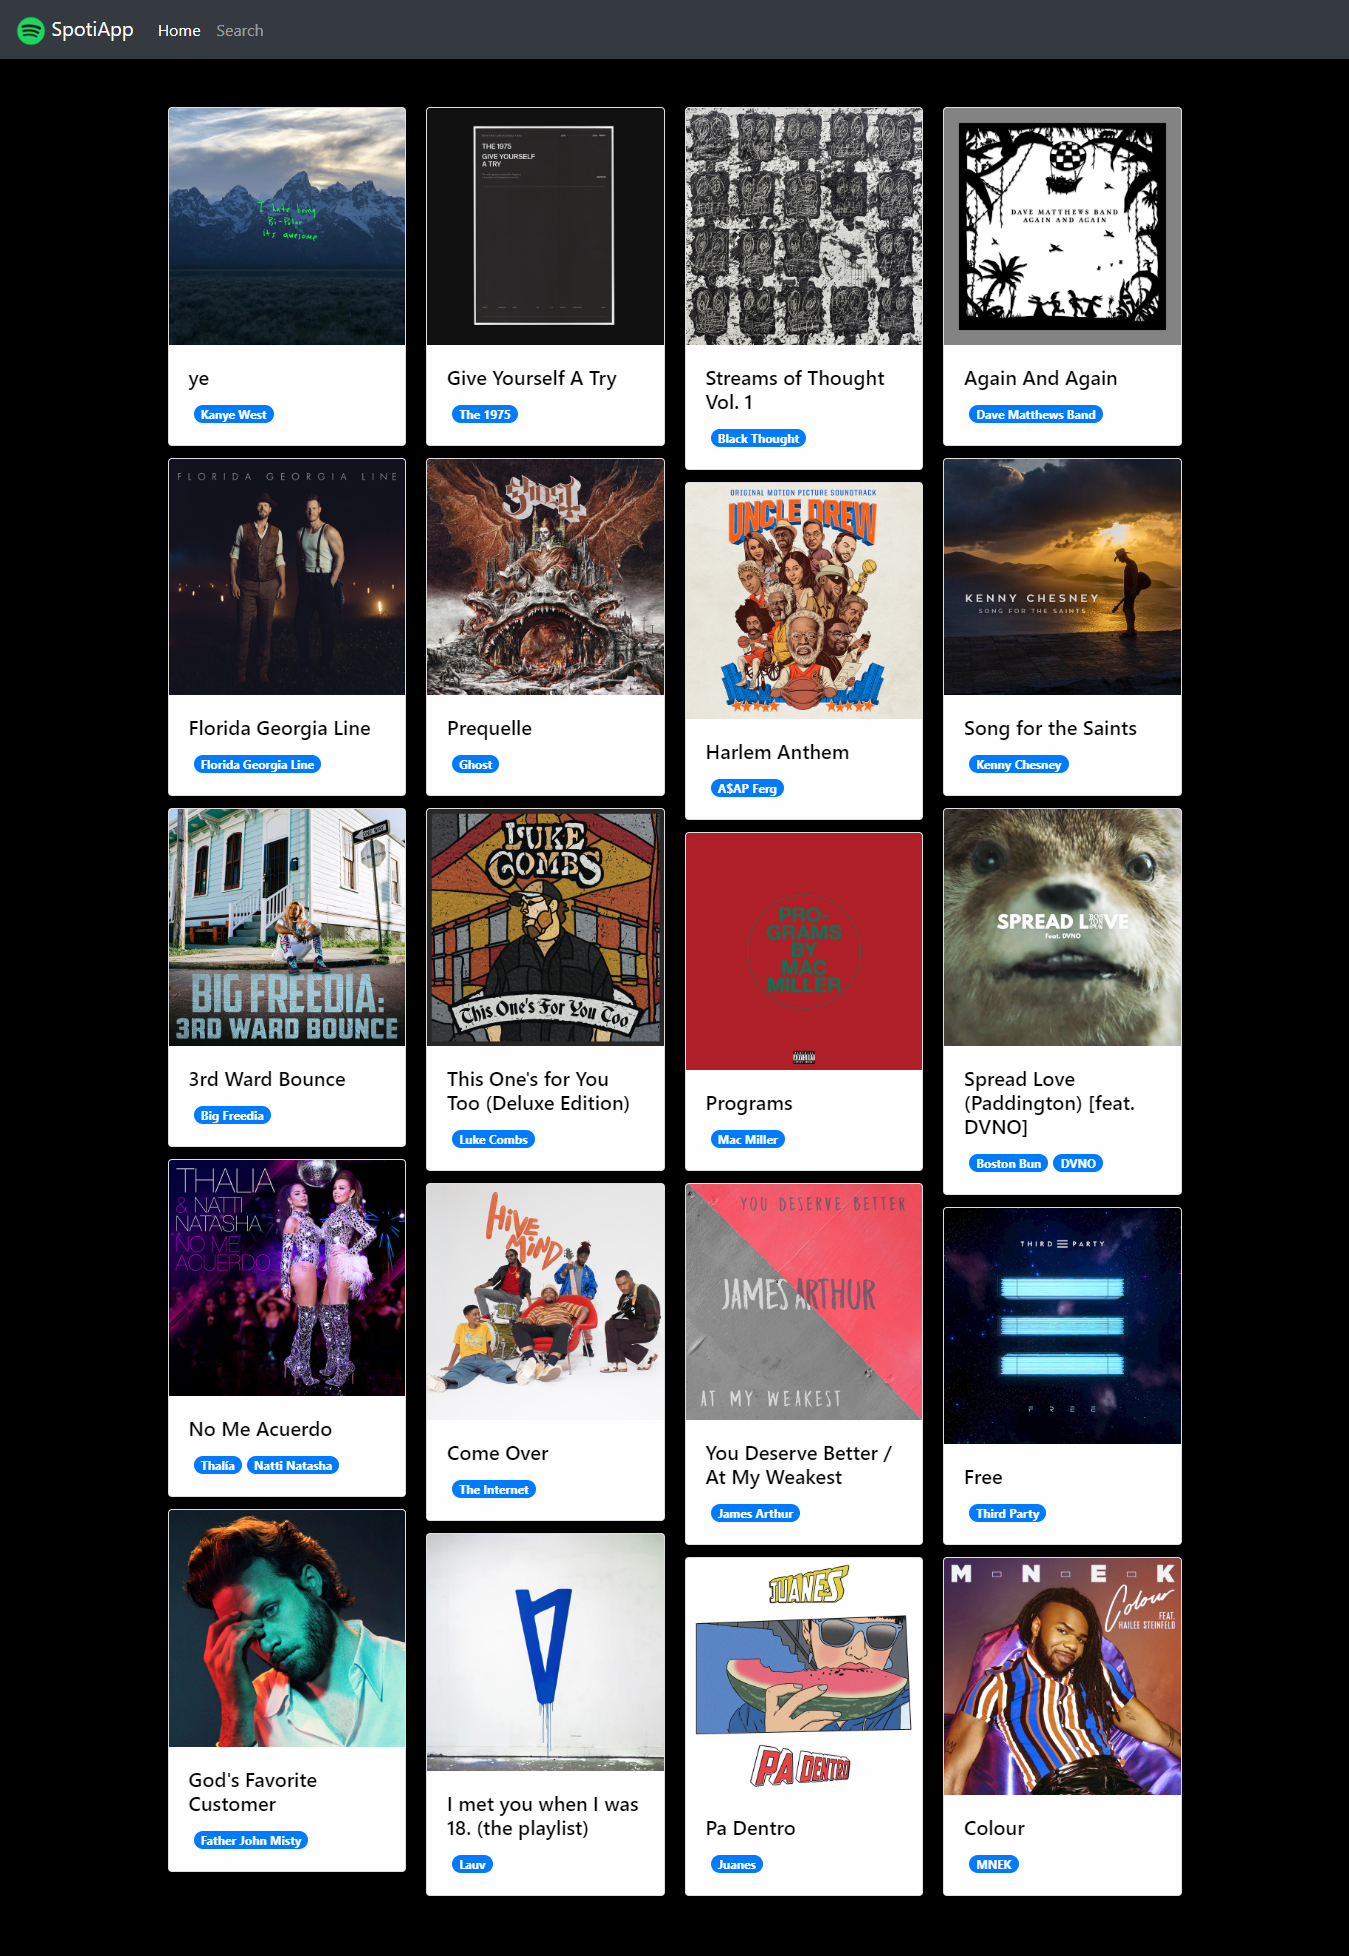 SpotiApp
Home
Search
I hate being
Bi-Polar
its awesome
ye
Kanye West
FLORIDA GEORGIA LINE
Florida Georgia Line
Florida Georgia Line
ONE WAY
BIG FREEDIA:
3RD WARD BOUNCE
3rd Ward Bounce
Big Freedia
THALIA
& NATTI
NATASHA
NO ME
ACUERDO
No Me Acuerdo
Thalía
Natti Natasha
God's Favorite
Customer
Father John Misty
THE 1975
GIVE YOURSELF
A TRY
Give Yourself A Try
The 1975
Ghost
Prequelle
Ghost
LUKE
COMBS
This One's For You Too
This One's for You
Too (Deluxe Edition)
Luke Combs
HIVE
MIND
Come Over
The Internet
I met you when I was
18. (the playlist)
Lauv
Streams of Thought
Vol. 1
Black Thought
ORIGINAL MOTION PICTURE SOUNDTRACK
UNCLE DREW
Harlem Anthem
A$AP Ferg
PRO-
GRAMS
BY
MAC
MILLER
Programs
Mac Miller
YOU DESERVE BETTER
JAMES ARTHUR
AT MY WEAKEST
You Deserve Better /
At My Weakest
James Arthur
JUANES
PA DENTRO
Pa Dentro
Juanes
DAVE MATTHEWS BAND
AGAIN AND AGAIN
Again And Again
Dave Matthews Band
KENNY CHESNEY
SONG FOR THE SAINTS
Song for the Saints
Kenny Chesney
SPREAD L BOSTON BUN VE
Feat. DVNO
Spread Love
(Paddington) [feat.
DVNO]
Boston Bun
DVNO
THIRD PARTY
FREE
Free
Third Party
M-N-E-K
Colour
FEAT.
HAILEE STEINFELD
Colour
MNEK